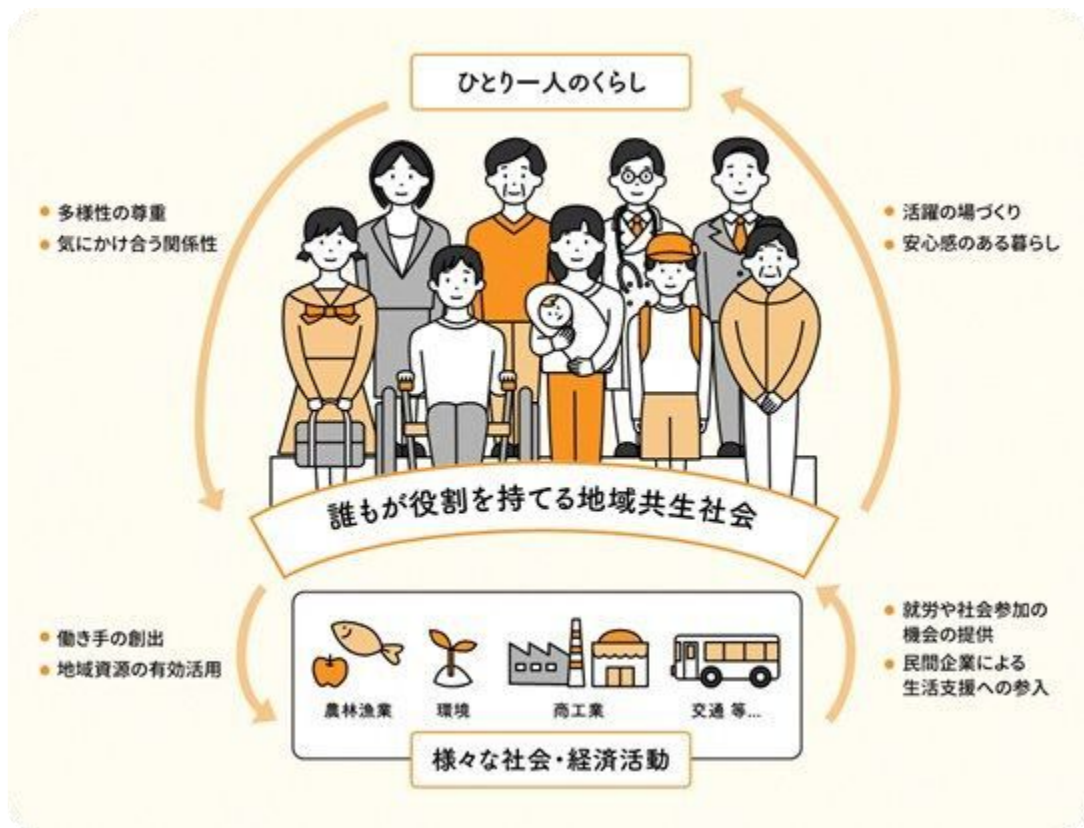 ひとり一人のくらし
多様性の尊重
気にかけ合う関係性
活躍の場づくり
安心感のある暮らし
誰もが役割を持てる地域共生社会
働き手の創出
地域資源の有効活用
就労や社会参加の
機会の提供
民間企業による
生活支援への参入
農林漁業
環境
商工業
交通 等...
様々な社会・経済活動